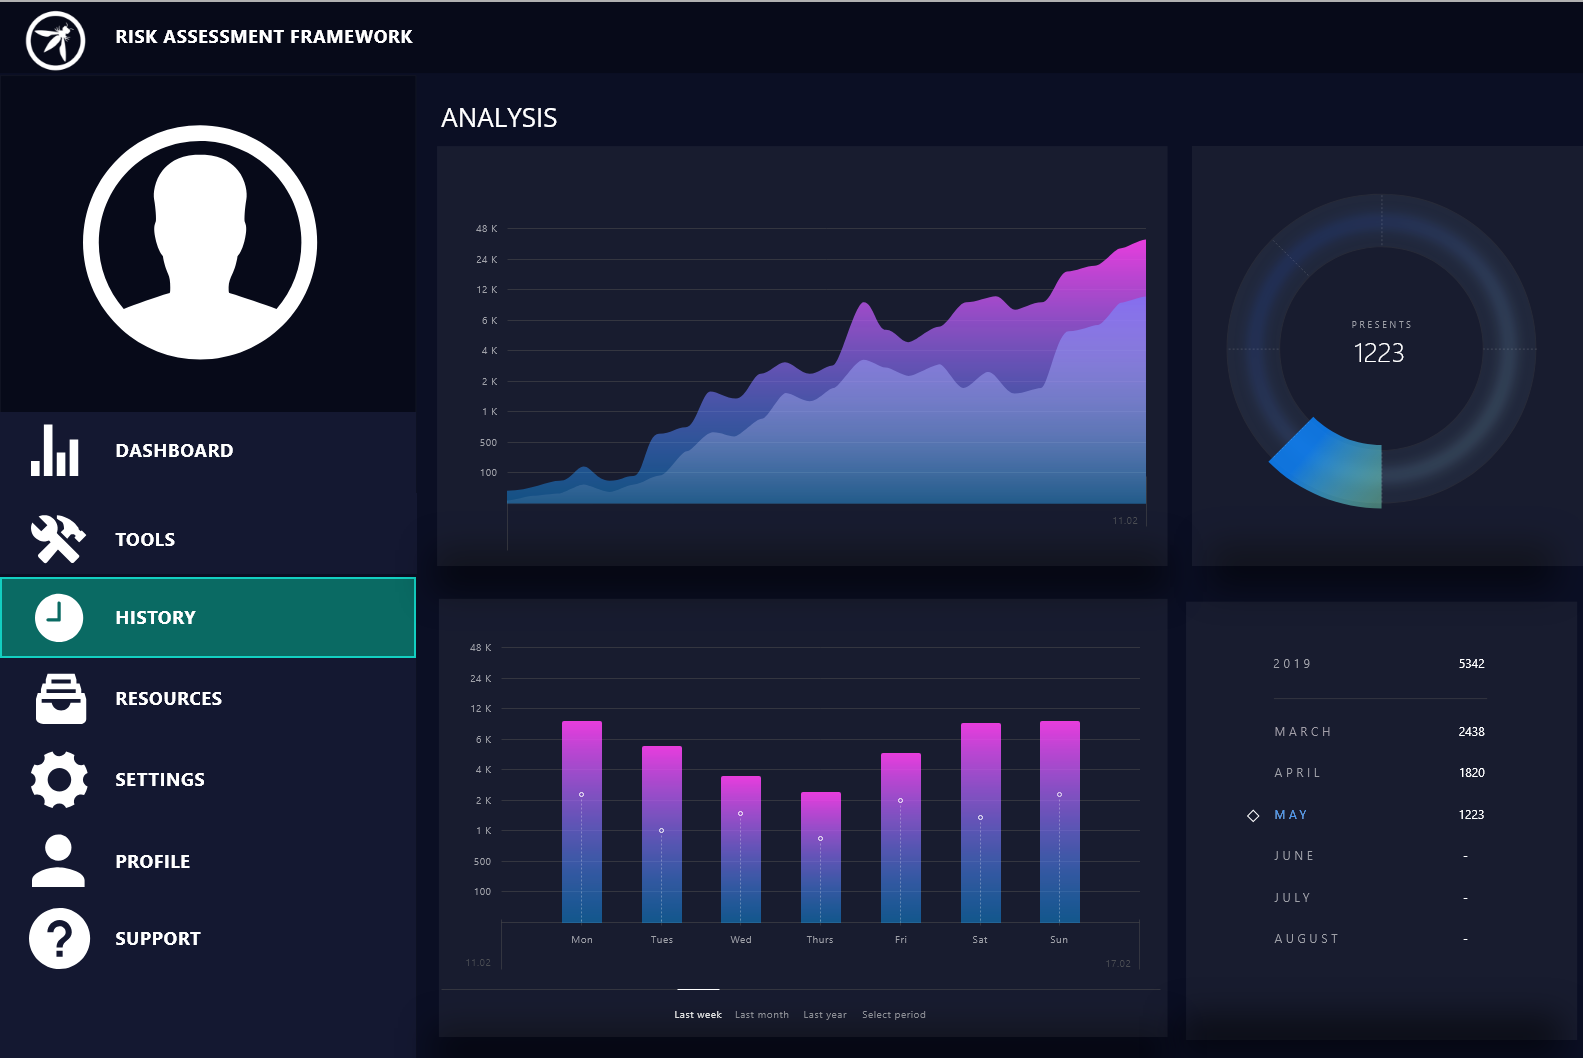 RISK ASSESSMENT FRAMEWORK
DASHBOARD
TOOLS
HISTORY
RESOURCES
SETTINGS
PROFILE
SUPPORT
ANALYSIS
48 K
24 K
12 K
6 K
4 K
2 K
1 K
500
100
11.02
PRESENTS
1223
48 K
24 K
12 K
6 K
4 K
2 K
1 K
500
100
Mon Tues Wed Thurs Fri Sat Sun
11.02 17.02
Last week Last month Last year Select period
2019 5342
MARCH 2438
APRIL 1820
MAY 1223
JUNE -
JULY -
AUGUST -